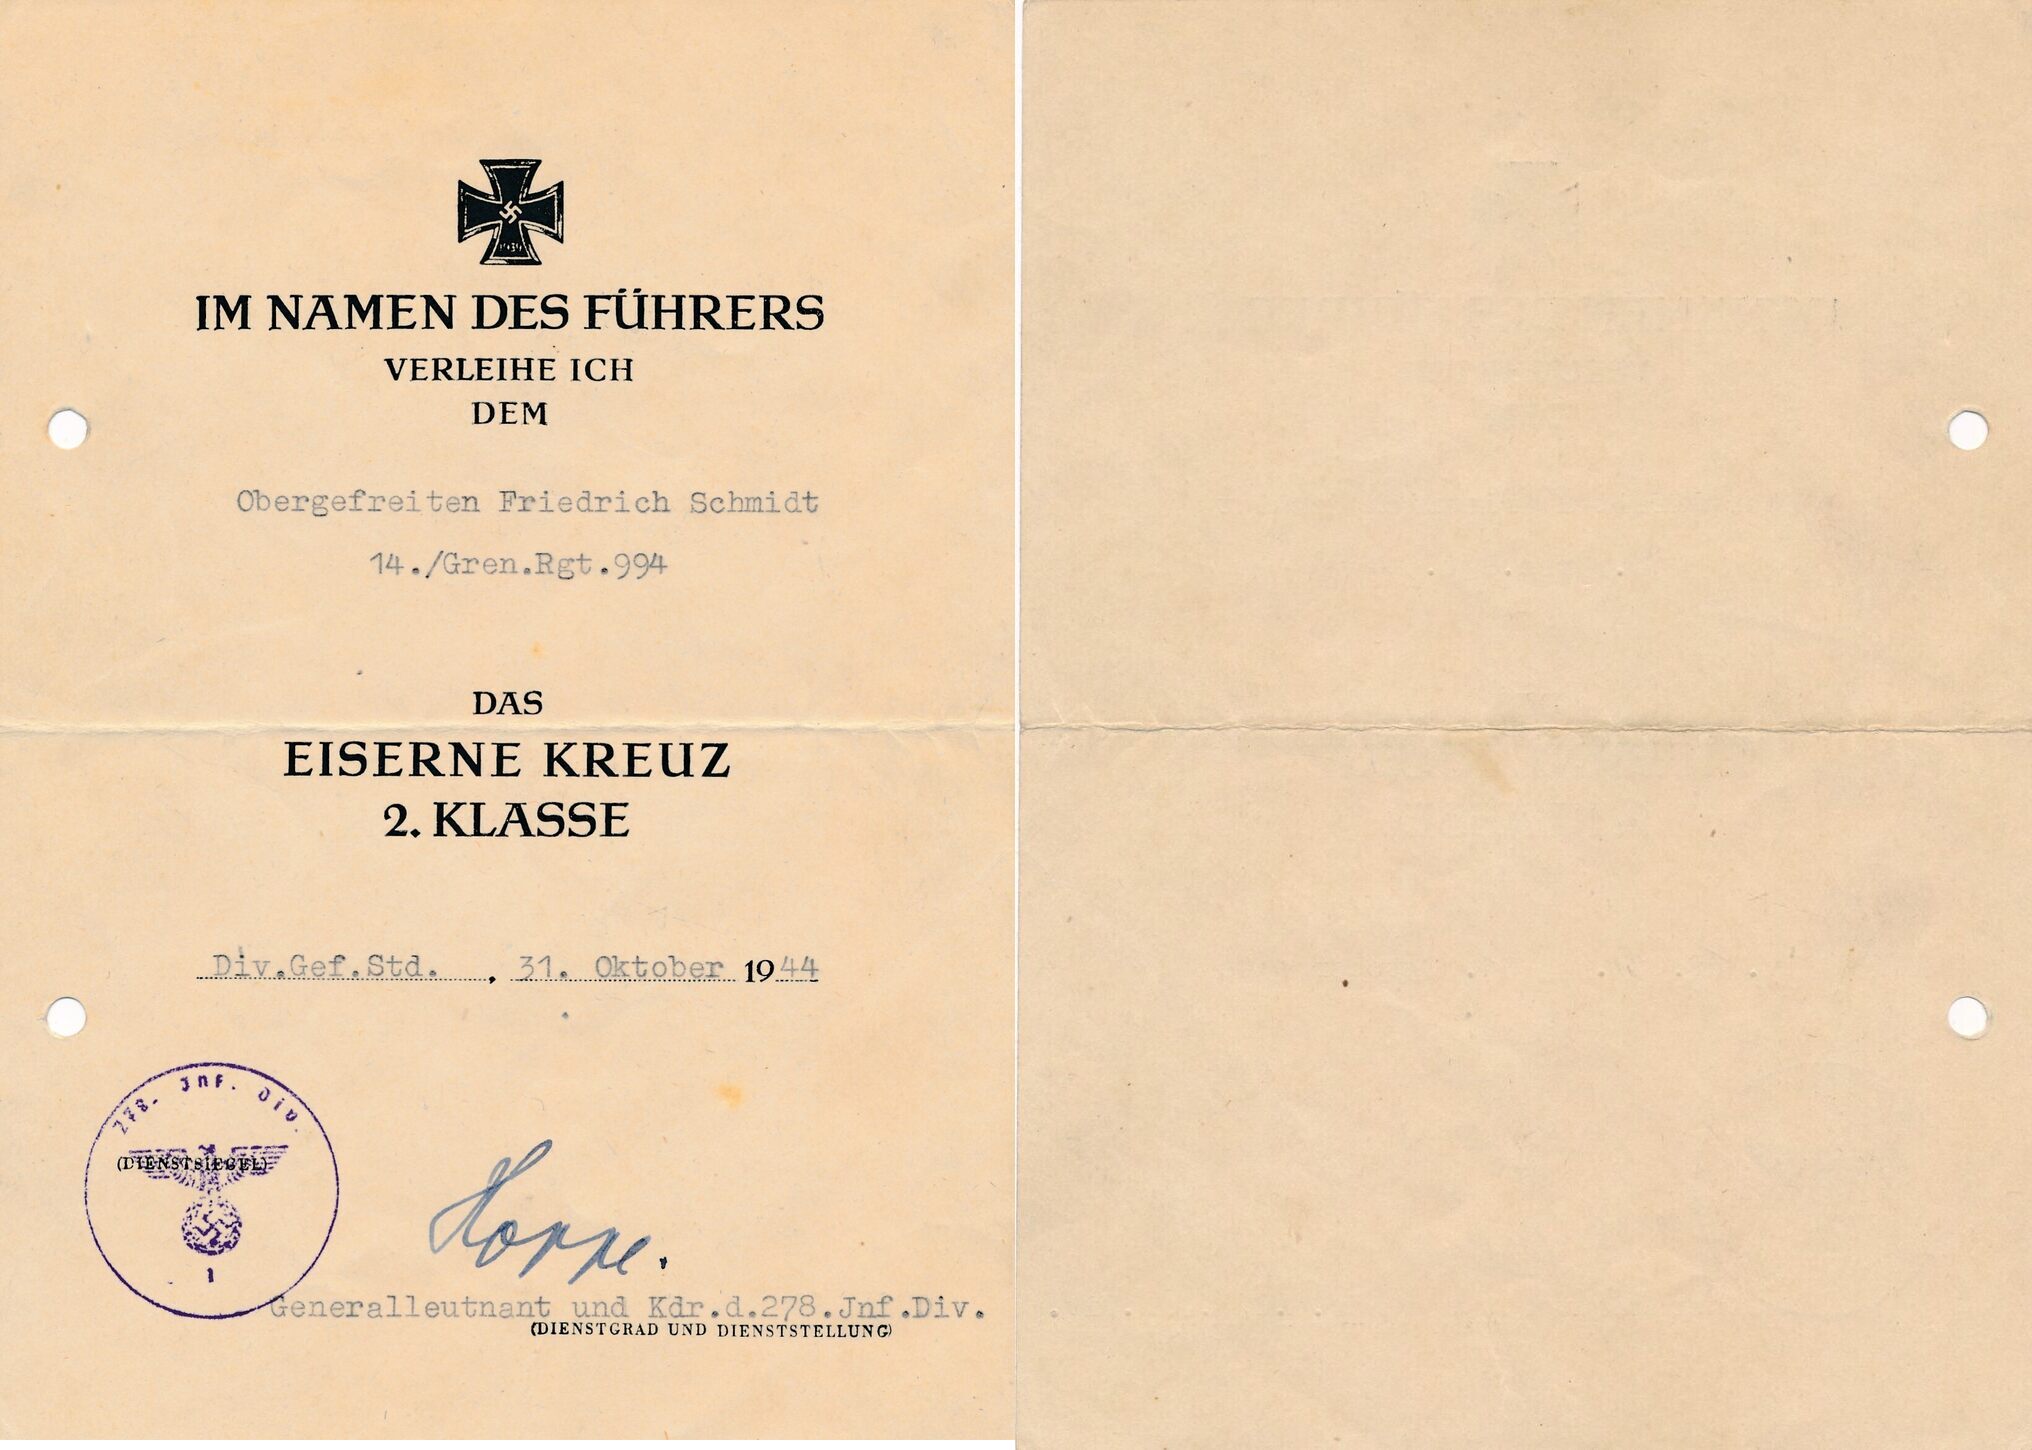 1939
IM NAMEN DES FÜHRERS
VERLEIHE ICH
DEM
Obergefreiten Friedrich Schmidt
14./Gren.Rgt.994
DAS
EISERNE KREUZ
2. KLASSE
Div.Gef.Std. , 31. Oktober 1944
278. Jnf. Div.
(DIENSTSIEGEL)
1
Hoppe.
Generalleutnant und Kdr.d.278.Jnf.Div.
(DIENSTGRAD UND DIENSTSTELLUNG)